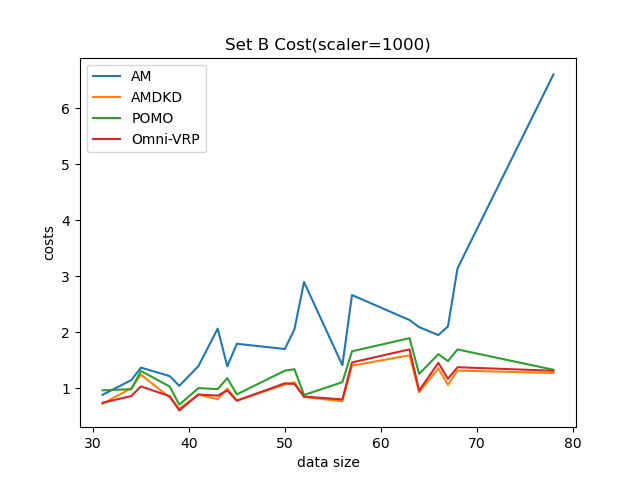 Set B Cost(scaler=1000)
AM
AMDKD
POMO
Omni-VRP
6
5
4
3
2
1
costs
30 40 50 60 70 80
data size